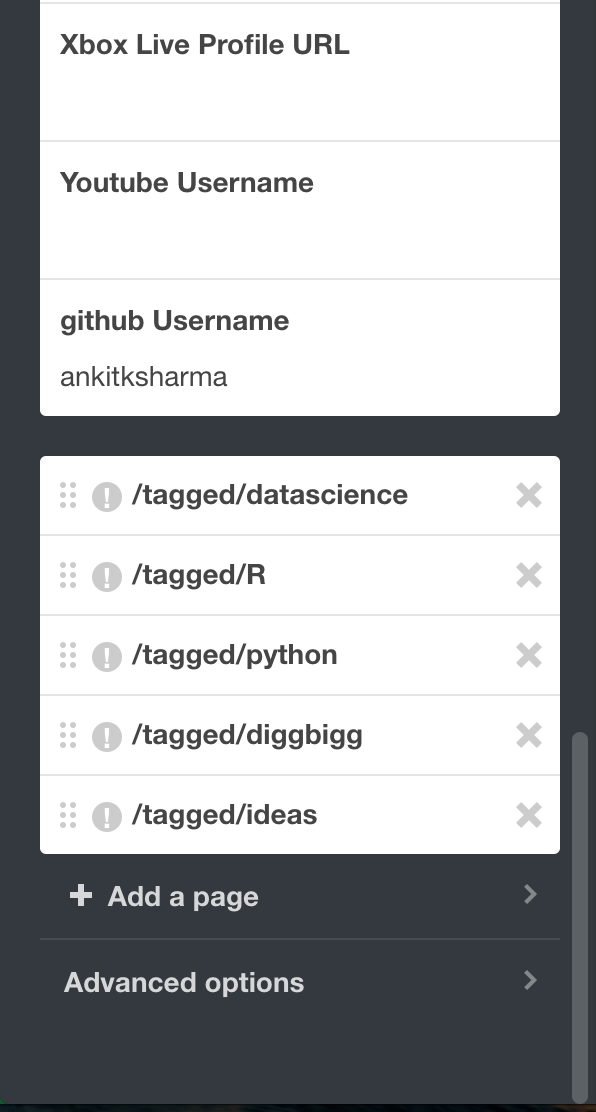 Xbox Live Profile URL
Youtube Username
github Username
ankitksharma
/tagged/datascience
/tagged/R
/tagged/python
/tagged/diggbigg
/tagged/ideas
Add a page
Advanced options